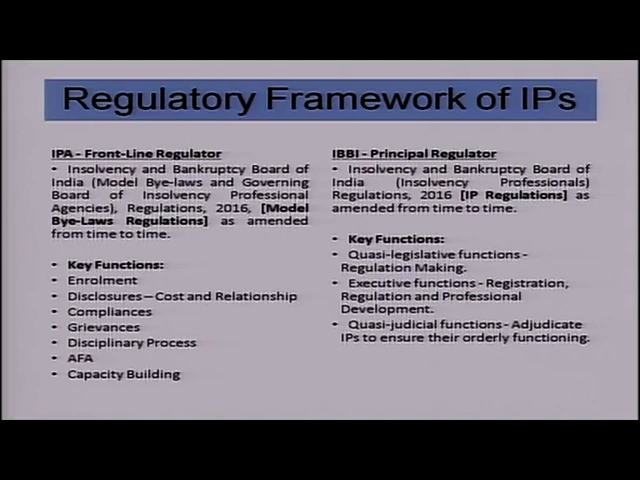 Regulatory Framework of IPs
IPA - Front-Line Regulator
• Insolvency and Bankruptcy Board of
India (Model Bye-laws and Governing
Board of Insolvency Professional
Agencies), Regulations, 2016, [Model
Bye-Laws Regulations] as amended
from time to time.
• Key Functions:
• Enrolment
• Disclosures – Cost and Relationship
• Compliances
• Grievances
• Disciplinary Process
• AFA
• Capacity Building
IBBI - Principal Regulator
• Insolvency and Bankruptcy Board of
India (Insolvency Professionals)
Regulations, 2016 [IP Regulations] as
amended from time to time.
• Key Functions:
• Quasi-legislative functions -
Regulation Making.
• Executive functions - Registration,
Regulation and Professional
Development.
• Quasi-judicial functions - Adjudicate
IPs to ensure their orderly functioning.